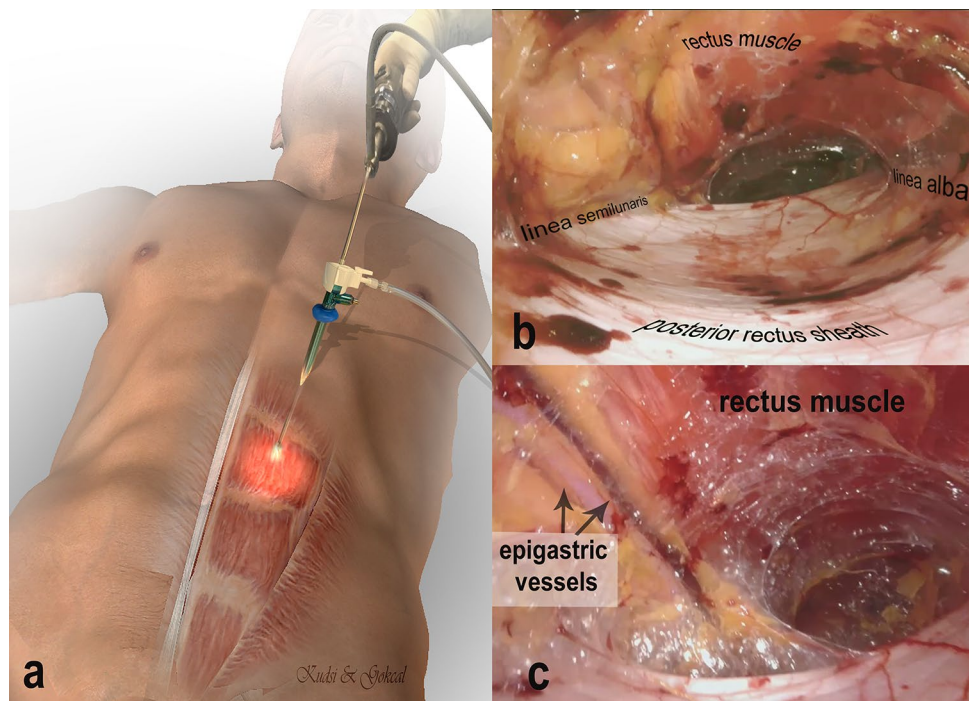 a
Kudsi & Gokcal
rectus muscle
linea alba
linea semilunaris
posterior rectus sheath
b
rectus muscle
epigastric
vessels
c